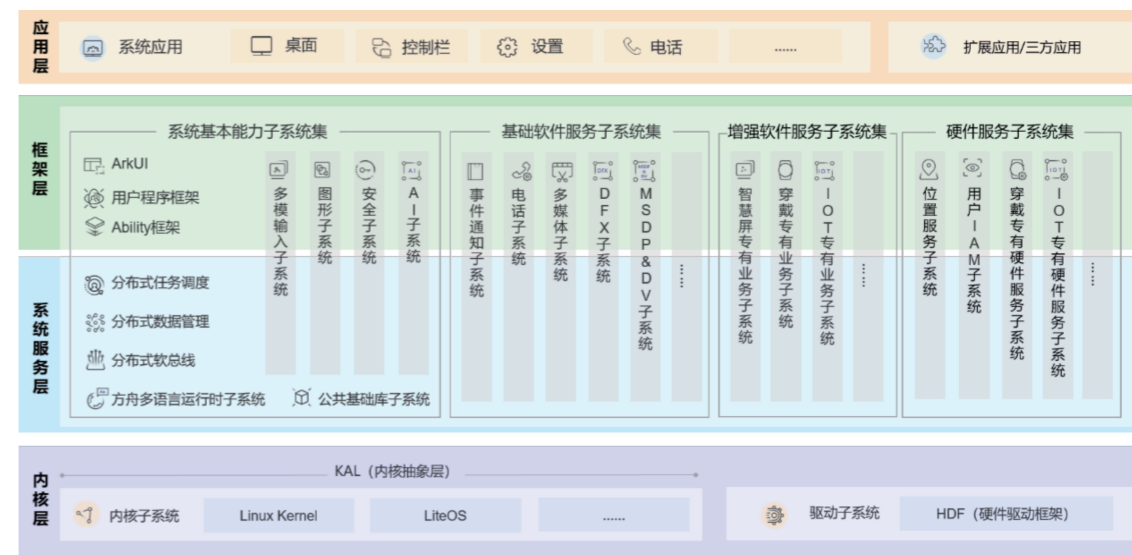 应用层
系统应用
桌面
控制栏
设置
电话
......
扩展应用/三方应用
框架层
系统基本能力子系统集
ArkUI
用户程序框架
Ability框架
多模输入子系统
图形子系统
安全子系统
AI子系统
基础软件服务子系统集
事件通知子系统
电话子系统
多媒体子系统
DFX子系统
MSDP&DV子系统
......
增强软件服务子系统集
智慧屏专有业务子系统
穿戴专有业务子系统
IOT专有业务子系统
......
硬件服务子系统集
位置服务子系统
用户IAM子系统
穿戴专有硬件服务子系统
IOT专有硬件服务子系统
......
系统服务层
分布式任务调度
分布式数据管理
分布式软总线
方舟多语言运行时子系统
公共基础库子系统
内核层
KAL（内核抽象层）
内核子系统
Linux Kernel
LiteOS
......
驱动子系统
HDF（硬件驱动框架）